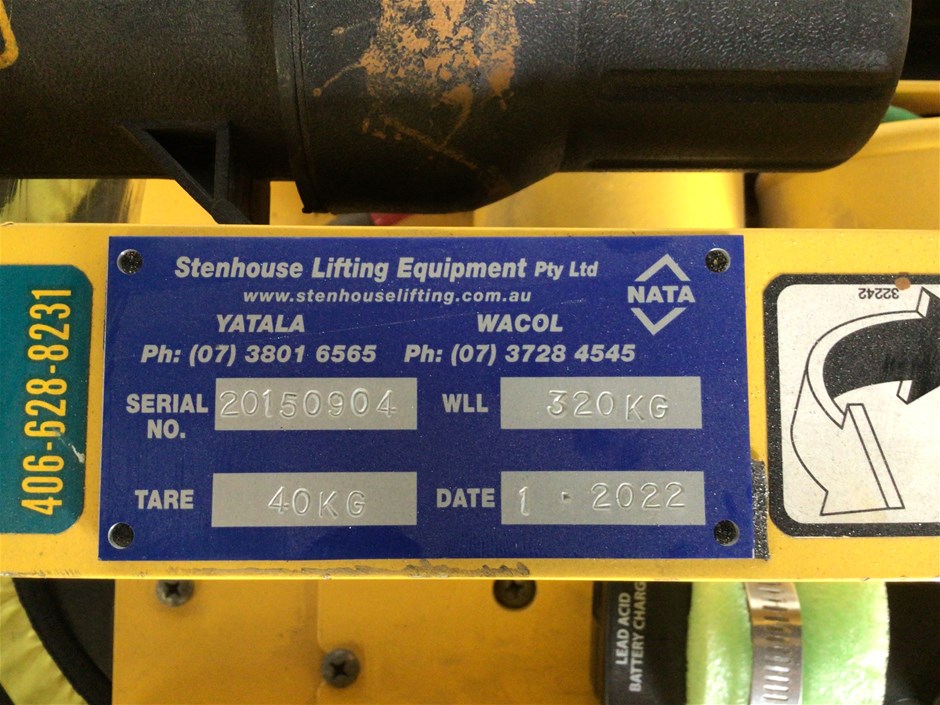 Stenhouse Lifting Equipment Pty Ltd
www.stenhouselifting.com.au
NATA
YATALA WACOL
Ph: (07) 3801 6565 Ph: (07) 3728 4545
SERIAL NO. 20150904 WLL 320KG
TARE 40KG DATE 1 · 2022
406-628-8231
32242
LEAD ACID
BATTERY CHARG